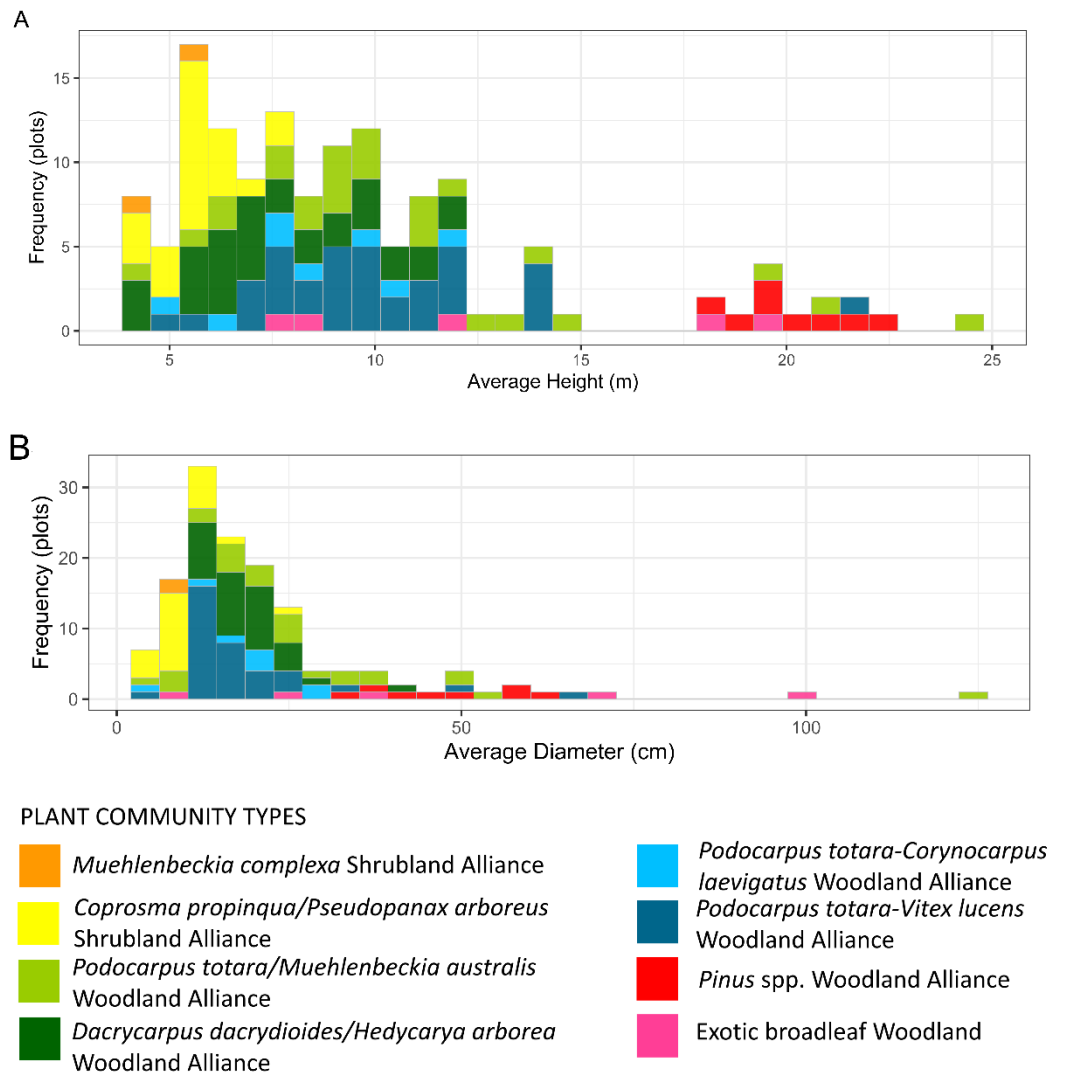 A
Frequency (plots)
15
10
5
0
5
10
15
20
25
Average Height (m)
B
Frequency (plots)
30
20
10
0
0
50
100
Average Diameter (cm)
PLANT COMMUNITY TYPES
Muehlenbeckia complexa Shrubland Alliance
Coprosma propinqua/Pseudopanax arboreus
Shrubland Alliance
Podocarpus totara/Muehlenbeckia australis
Woodland Alliance
Dacrycarpus dacrydioides/Hedycarya arborea
Woodland Alliance
Podocarpus totara-Corynocarpus
laevigatus Woodland Alliance
Podocarpus totara-Vitex lucens
Woodland Alliance
Pinus spp. Woodland Alliance
Exotic broadleaf Woodland